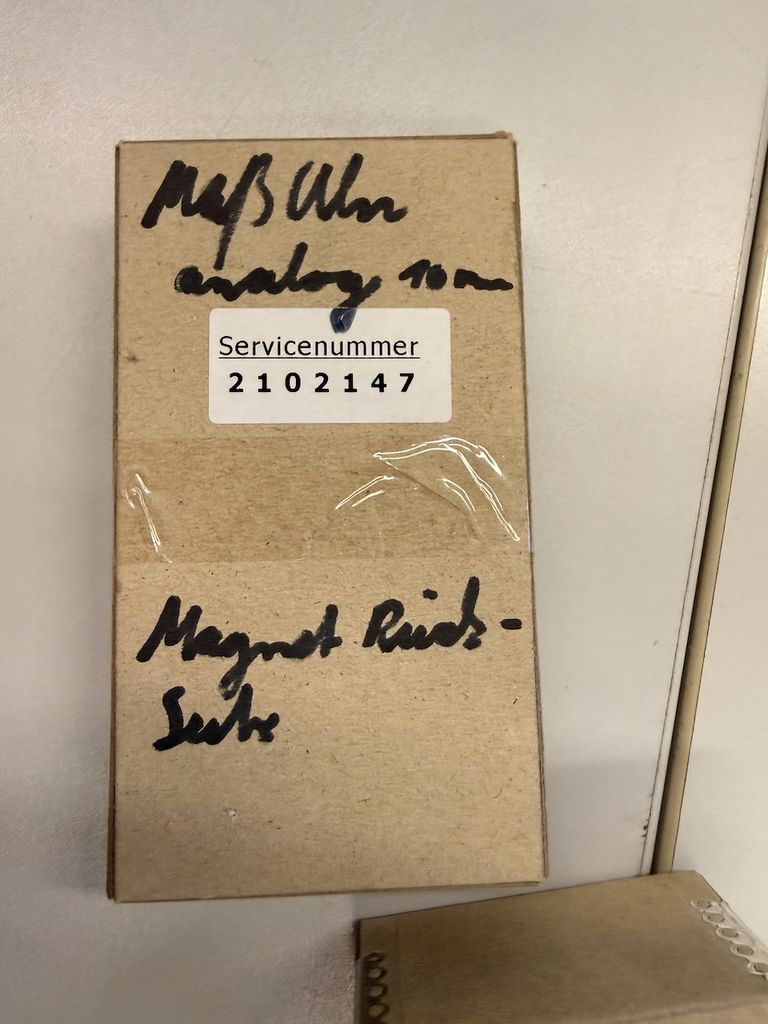 Meß Uhr
analog 10 mm
Servicenummer
2102147
Magnet Rück-
Seite